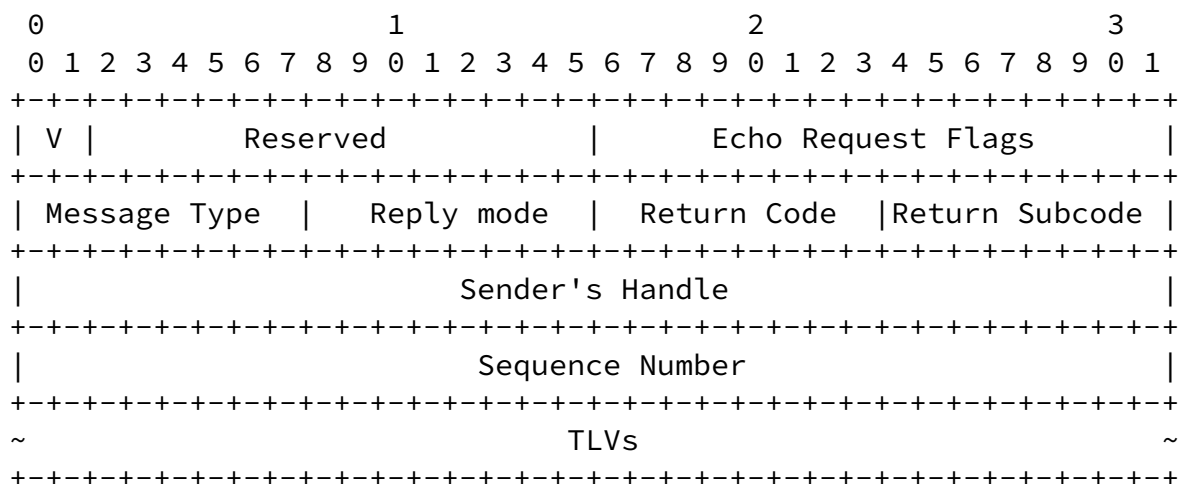 0                   1                   2                   3
 0 1 2 3 4 5 6 7 8 9 0 1 2 3 4 5 6 7 8 9 0 1 2 3 4 5 6 7 8 9 0 1
+-+-+-+-+-+-+-+-+-+-+-+-+-+-+-+-+-+-+-+-+-+-+-+-+-+-+-+-+-+-+-+-+
| V |        Reserved           |      Echo Request Flags       |
+-+-+-+-+-+-+-+-+-+-+-+-+-+-+-+-+-+-+-+-+-+-+-+-+-+-+-+-+-+-+-+-+
| Message Type  |   Reply mode  |  Return Code  |Return Subcode |
+-+-+-+-+-+-+-+-+-+-+-+-+-+-+-+-+-+-+-+-+-+-+-+-+-+-+-+-+-+-+-+-+
|                        Sender's Handle                        |
+-+-+-+-+-+-+-+-+-+-+-+-+-+-+-+-+-+-+-+-+-+-+-+-+-+-+-+-+-+-+-+-+
|                         Sequence Number                       |
+-+-+-+-+-+-+-+-+-+-+-+-+-+-+-+-+-+-+-+-+-+-+-+-+-+-+-+-+-+-+-+-+
~                              TLVs                             ~
+-+-+-+-+-+-+-+-+-+-+-+-+-+-+-+-+-+-+-+-+-+-+-+-+-+-+-+-+-+-+-+-+